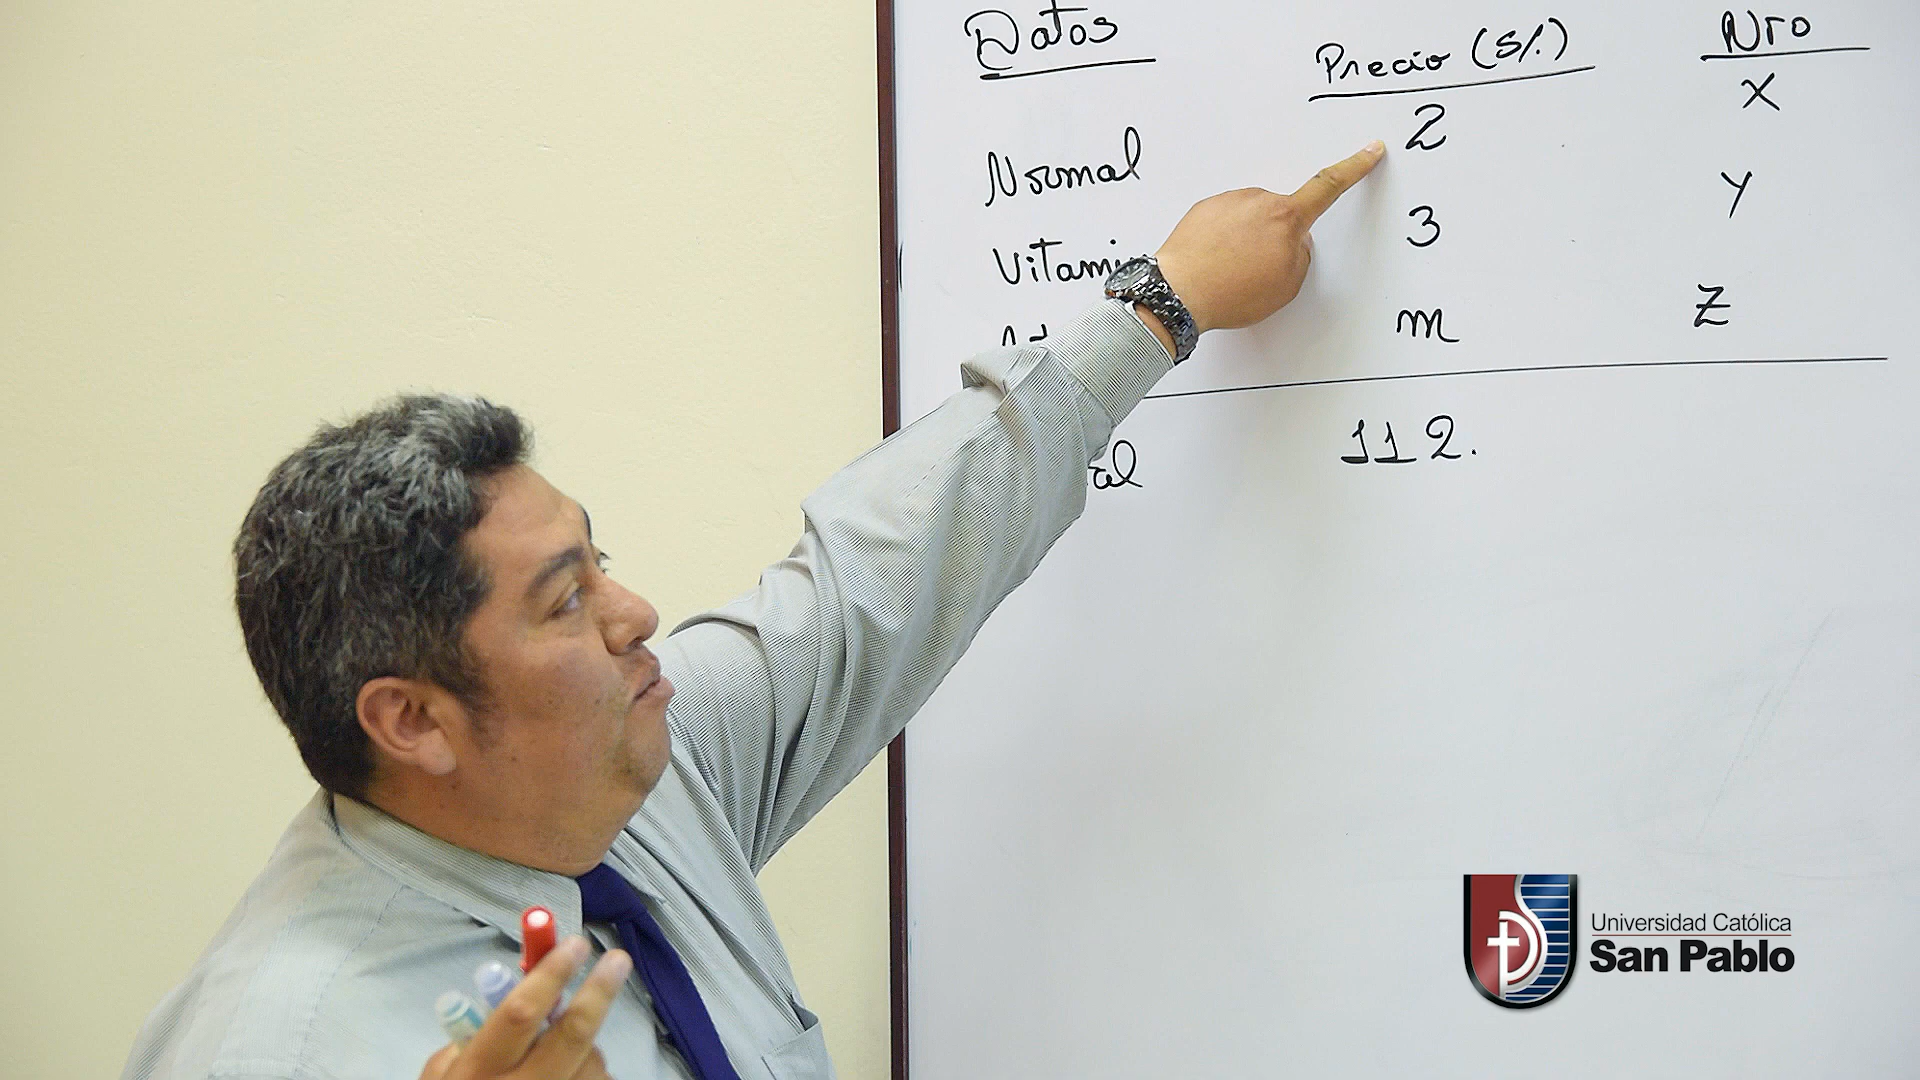 Datos Precio (S/.) Nro
Normal 2 X
3 Y
m Z
112.
Universidad Católica
San Pablo